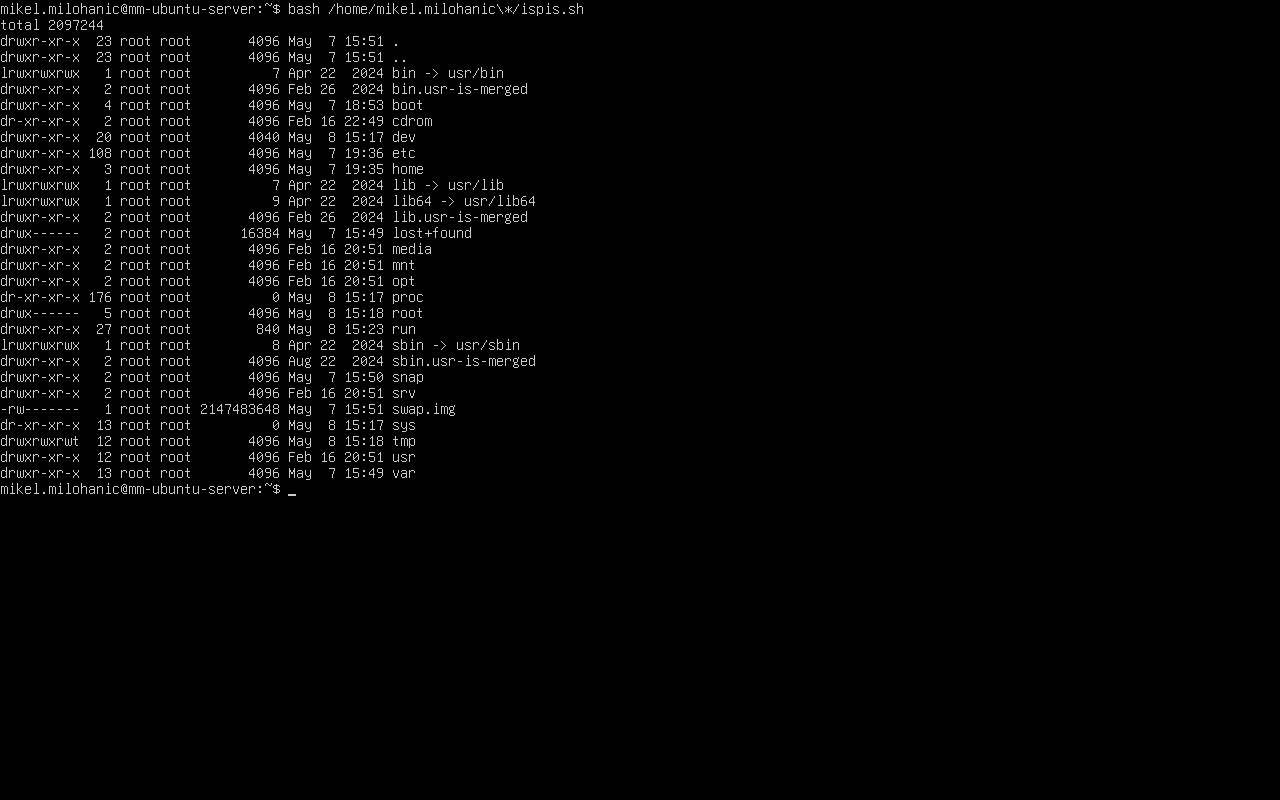 mikel.milohanic@mm-ubuntu-server:~$ bash /home/mikel.milohanic\*/ispis.sh
total 2097244
drwxr-xr-x  23 root root       4096 May  7 15:51 .
drwxr-xr-x  23 root root       4096 May  7 15:51 ..
lrwxrwxrwx   1 root root          7 Apr 22  2024 bin -> usr/bin
drwxr-xr-x   2 root root       4096 Feb 26  2024 bin.usr-is-merged
drwxr-xr-x   4 root root       4096 May  7 18:53 boot
dr-xr-xr-x   2 root root       4096 Feb 16 22:49 cdrom
drwxr-xr-x  20 root root       4040 May  8 15:17 dev
drwxr-xr-x 108 root root       4096 May  7 19:36 etc
drwxr-xr-x   3 root root       4096 May  7 19:35 home
lrwxrwxrwx   1 root root          7 Apr 22  2024 lib -> usr/lib
lrwxrwxrwx   1 root root          9 Apr 22  2024 lib64 -> usr/lib64
drwxr-xr-x   2 root root       4096 Feb 26  2024 lib.usr-is-merged
drwx------   2 root root      16384 May  7 15:49 lost+found
drwxr-xr-x   2 root root       4096 Feb 16 20:51 media
drwxr-xr-x   2 root root       4096 Feb 16 20:51 mnt
drwxr-xr-x   2 root root       4096 Feb 16 20:51 opt
dr-xr-xr-x 176 root root          0 May  8 15:17 proc
drwx------   5 root root       4096 May  8 15:18 root
drwxr-xr-x  27 root root        840 May  8 15:23 run
lrwxrwxrwx   1 root root          8 Apr 22  2024 sbin -> usr/sbin
drwxr-xr-x   2 root root       4096 Aug 22  2024 sbin.usr-is-merged
drwxr-xr-x   2 root root       4096 May  7 15:50 snap
drwxr-xr-x   2 root root       4096 Feb 16 20:51 srv
-rw-------   1 root root 2147483648 May  7 15:51 swap.img
dr-xr-xr-x  13 root root          0 May  8 15:17 sys
drwxrwxrwt  12 root root       4096 May  8 15:18 tmp
drwxr-xr-x  12 root root       4096 Feb 16 20:51 usr
drwxr-xr-x  13 root root       4096 May  7 15:49 var
mikel.milohanic@mm-ubuntu-server:~$ _